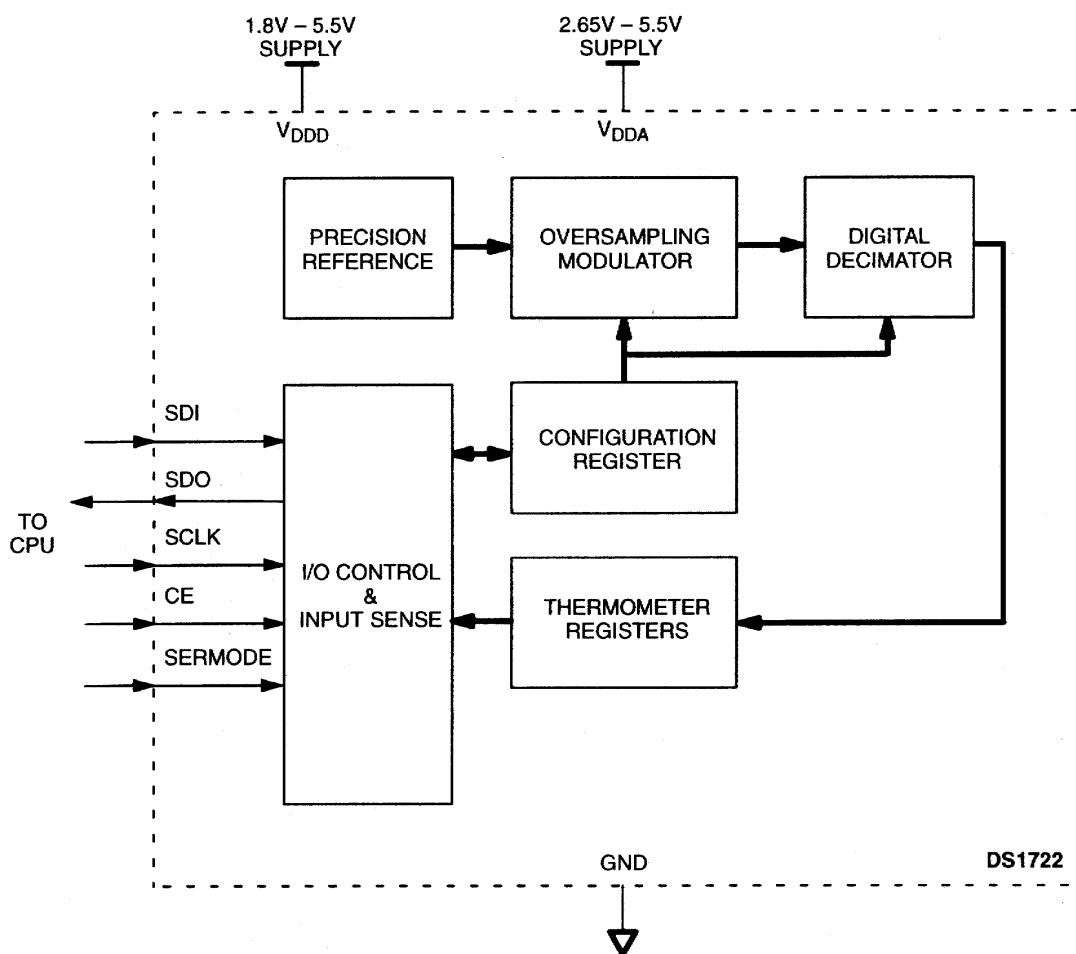 1.8V – 5.5V
SUPPLY
2.65V – 5.5V
SUPPLY
VDDD
VDDA
PRECISION
REFERENCE
OVERSAMPLING
MODULATOR
DIGITAL
DECIMATOR
SDI
SDO
TO
CPU
SCLK
CE
SERMODE
I/O CONTROL
&
INPUT SENSE
CONFIGURATION
REGISTER
THERMOMETER
REGISTERS
GND
DS1722